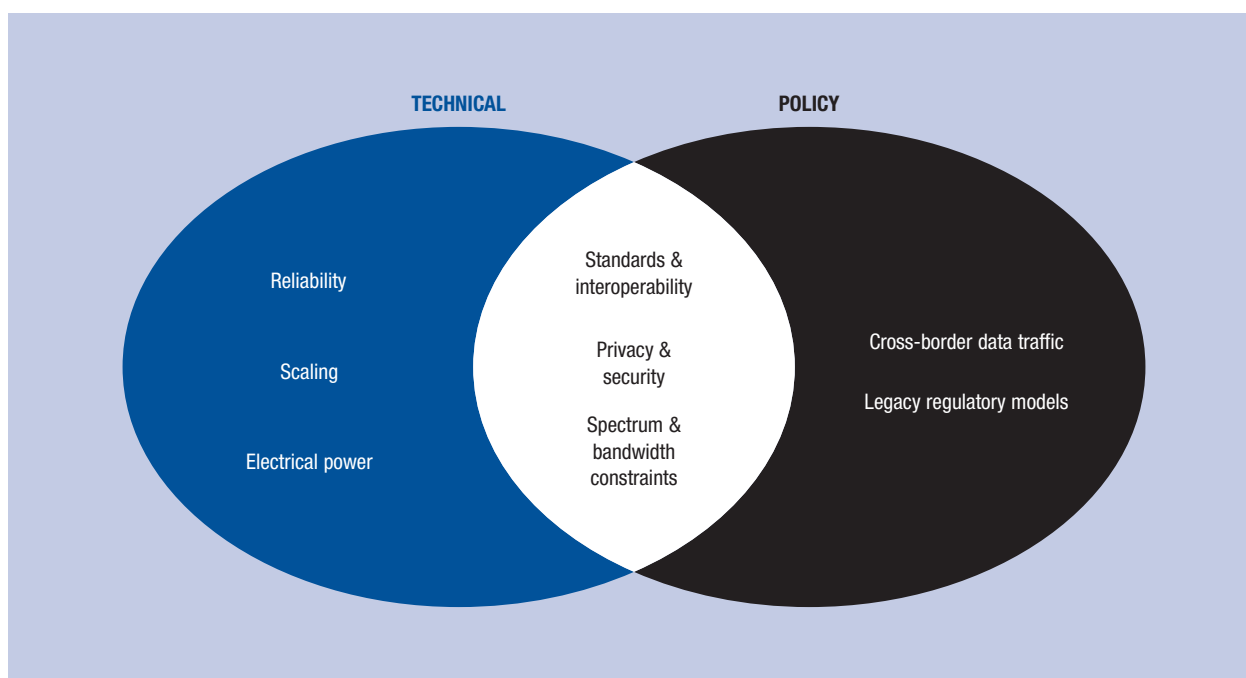 TECHNICAL
POLICY
Reliability
Scaling
Electrical power
Standards &
interoperability
Privacy &
security
Spectrum &
bandwidth
constraints
Cross-border data traffic
Legacy regulatory models